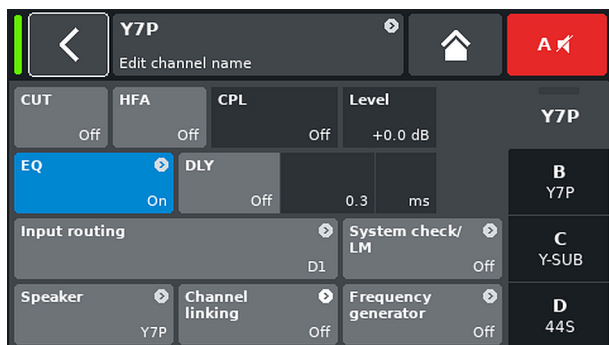 Y7P
Edit channel name
A
CUT
Off
HFA
Off
CPL
Off
Level
+0.0 dB
Y7P
EQ
On
DLY
Off
0.3
ms
B
Y7P
Input routing
D1
System check/
LM
Off
C
Y-SUB
Speaker
Y7P
Channel
linking
Off
Frequency
generator
Off
D
44S